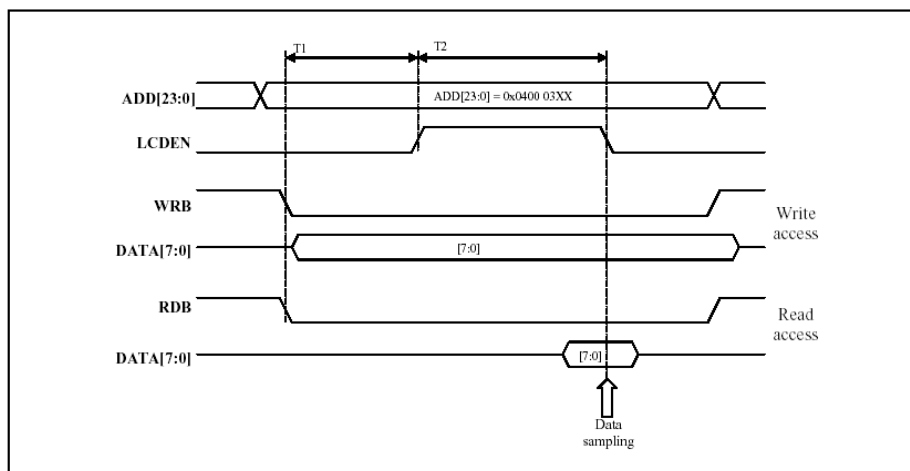 T1 T2
ADD[23:0] ADD[23:0] = 0x0400 03XX
LCDEN
WRB
Write
access
DATA[7:0] [7:0]
RDB
Read
access
DATA[7:0] [7:0]
Data
sampling